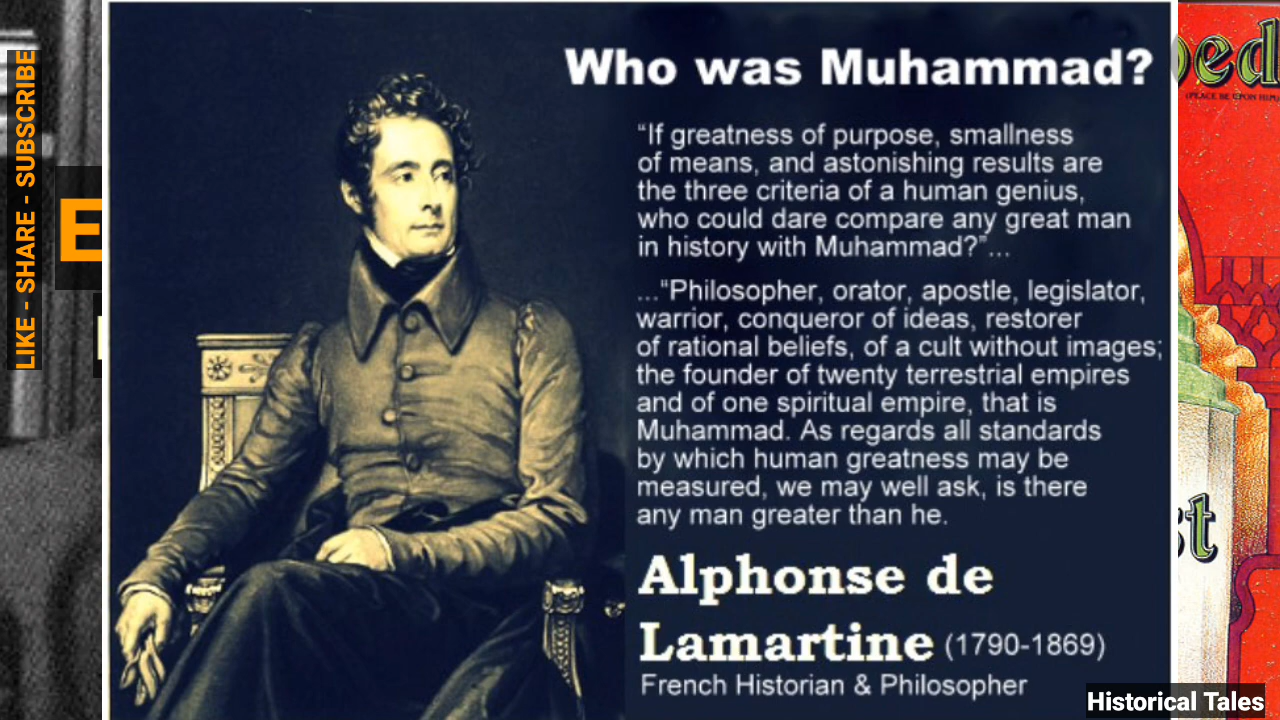 LIKE - SHARE - SUBSCRIBE
E
Who was Muhammad?
“If greatness of purpose, smallness
of means, and astonishing results are
the three criteria of a human genius,
who could dare compare any great man
in history with Muhammad?”...
...“Philosopher, orator, apostle, legislator,
warrior, conqueror of ideas, restorer
of rational beliefs, of a cult without images;
the founder of twenty terrestrial empires
and of one spiritual empire, that is
Muhammad. As regards all standards
by which human greatness may be
measured, we may well ask, is there
any man greater than he.
Alphonse de
Lamartine (1790-1869)
French Historian & Philosopher
(PEACE BE UPON HIM
Historical Tales